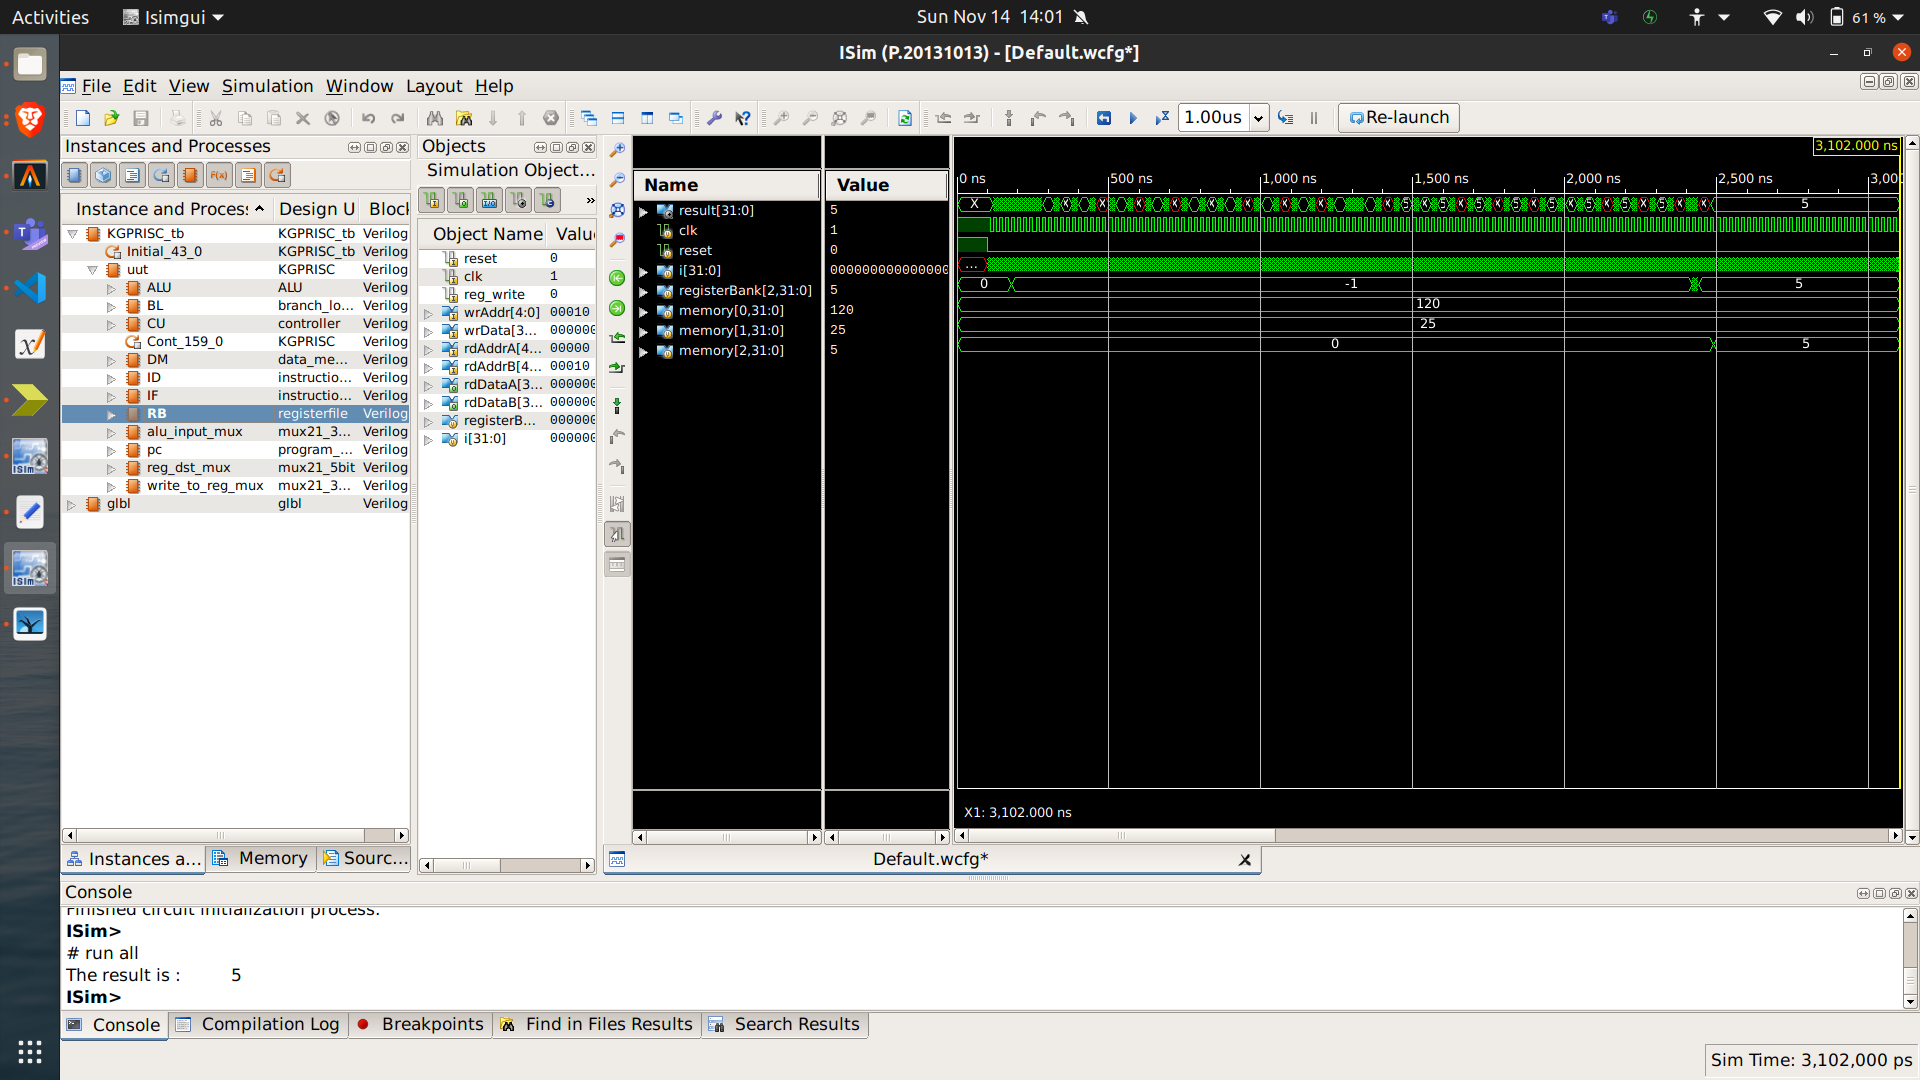 Activities
Isimgui
Sun Nov 14 14:01
61 %
ISim (P.20131013) - [Default.wcfg*]
File Edit View Simulation Window Layout Help
1.00us
Re-launch
Instances and Processes
Instance and Process Design U Block
KGPRISC_tb KGPRISC_tb Verilog
Initial_43_0 KGPRISC_tb Verilog
uut KGPRISC Verilog
ALU ALU Verilog
BL branch_lo... Verilog
CU controller Verilog
Cont_159_0 KGPRISC Verilog
DM data_me... Verilog
ID instructio... Verilog
IF instructio... Verilog
RB registerfile Verilog
alu_input_mux mux21_3... Verilog
pc program_... Verilog
reg_dst_mux mux21_5bit Verilog
write_to_reg_mux mux21_3... Verilog
glbl glbl Verilog
Instances a... Memory Sourc...
Objects
Simulation Object...
»
Object Name Valu
reset 0
clk 1
reg_write 0
wrAddr[4:0] 00010
wrData[3... 000000
rdAddrA[4... 00000
rdAddrB[4... 00010
rdDataA[3... 000000
rdDataB[3... 000000
registerB... 000000
i[31:0] 000000
Name Value
result[31:0] 5
clk 1
reset 0
i[31:0] 000000000000000
registerBank[2,31:0] 5
memory[0,31:0] 120
memory[1,31:0] 25
memory[2,31:0] 5
3,102.000 ns
0 ns 500 ns 1,000 ns 1,500 ns 2,000 ns 2,500 ns 3,00
X 5
...
0 -1 5
120
25
0 5
X1: 3,102.000 ns
Default.wcfg*
Console
Finished circuit initialization process.
ISim>
# run all
The result is : 5
ISim>
Console Compilation Log Breakpoints Find in Files Results Search Results
Sim Time: 3,102,000 ps